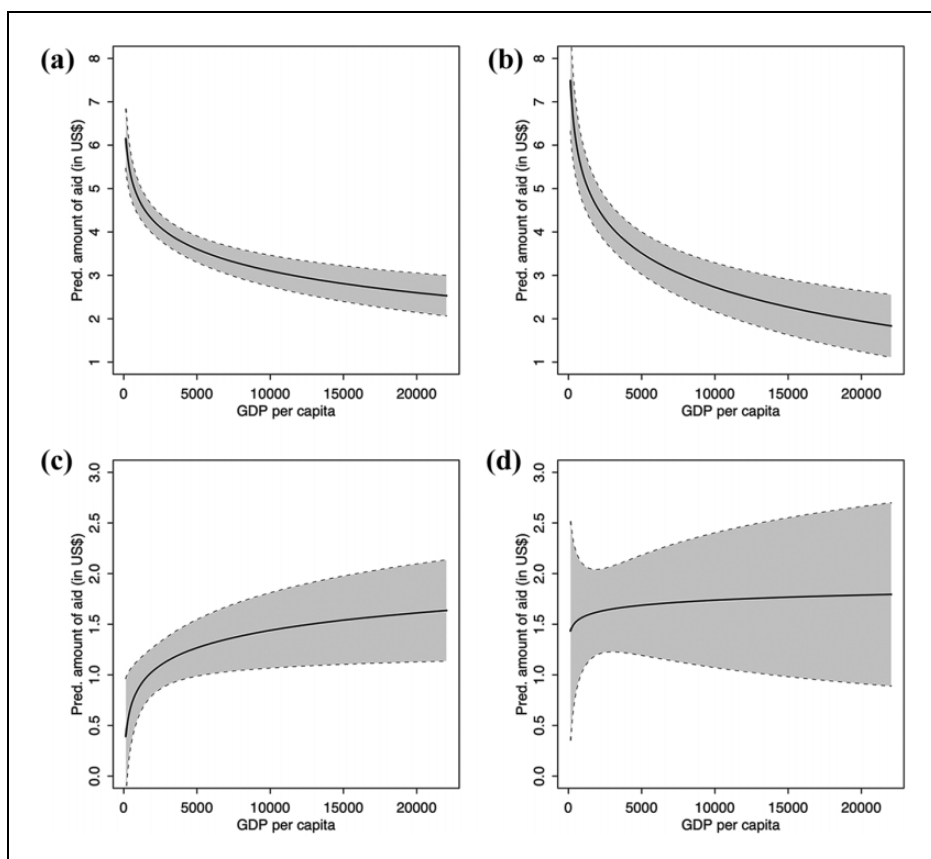 (a)
Pred. amount of aid (in US$)
8
7
6
5
4
3
2
1
0 5000 10000 15000 20000
GDP per capita
(b)
Pred. amount of aid (in US$)
8
7
6
5
4
3
2
1
0 5000 10000 15000 20000
GDP per capita
(c)
Pred. amount of aid (in US$)
3.0
2.5
2.0
1.5
1.0
0.5
0.0
0 5000 10000 15000 20000
GDP per capita
(d)
Pred. amount of aid (in US$)
3.0
2.5
2.0
1.5
1.0
0.5
0.0
0 5000 10000 15000 20000
GDP per capita